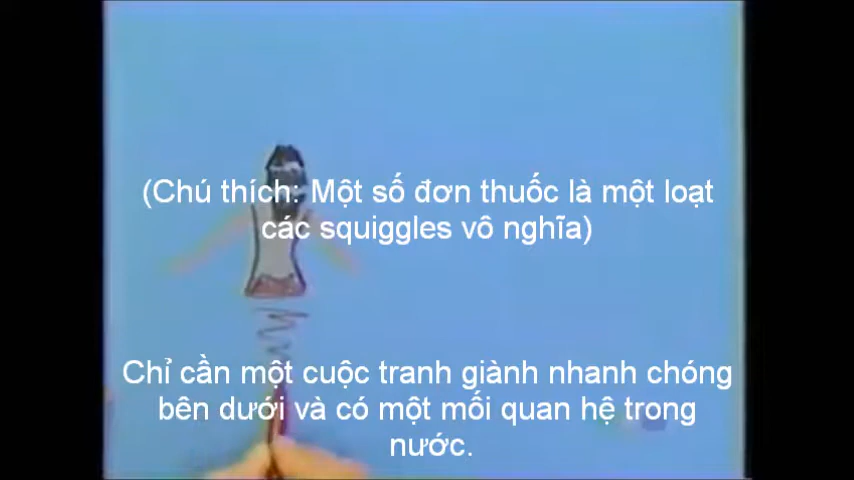 (Chú thích: Một số đơn thuốc là một loạt
các squiggles vô nghĩa)
Chỉ cần một cuộc tranh giành nhanh chóng
bên dưới và có một mối quan hệ trong
nước.